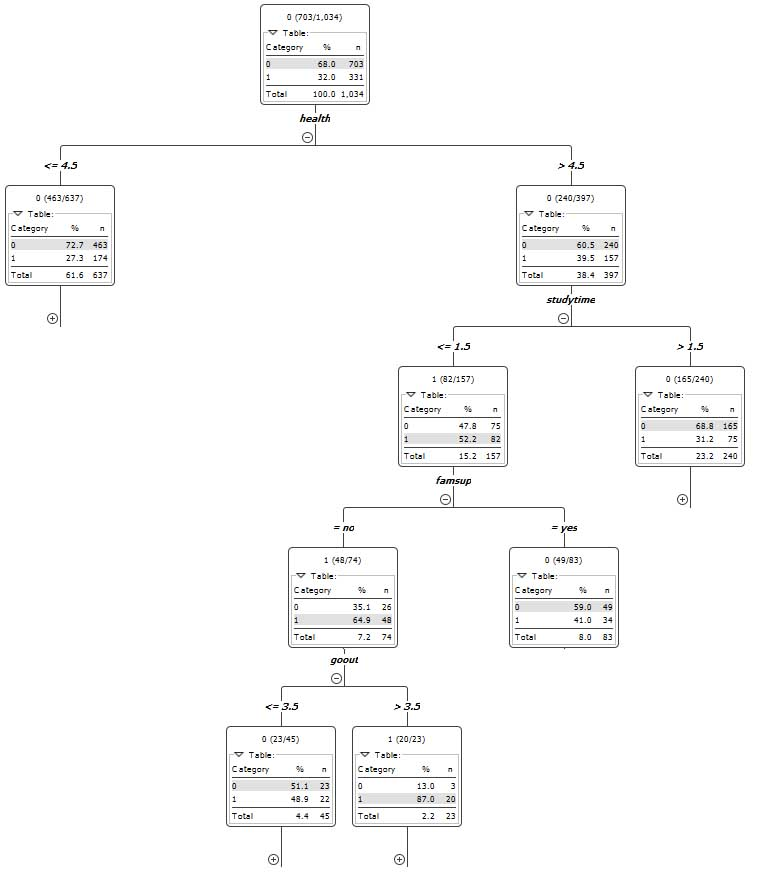 0 (703/1,034)
Table:
Category % n
0 68.0 703
1 32.0 331
Total 100.0 1,034
health
<= 4.5
> 4.5
0 (463/637)
Table:
Category % n
0 72.7 463
1 27.3 174
Total 61.6 637
0 (240/397)
Table:
Category % n
0 60.5 240
1 39.5 157
Total 38.4 397
studytime
<= 1.5
> 1.5
1 (82/157)
Table:
Category % n
0 47.8 75
1 52.2 82
Total 15.2 157
0 (165/240)
Table:
Category % n
0 68.8 165
1 31.2 75
Total 23.2 240
famsup
= no
= yes
1 (48/74)
Table:
Category % n
0 35.1 26
1 64.9 48
Total 7.2 74
0 (49/83)
Table:
Category % n
0 59.0 49
1 41.0 34
Total 8.0 83
goout
<= 3.5
> 3.5
0 (23/45)
Table:
Category % n
0 51.1 23
1 48.9 22
Total 4.4 45
1 (20/23)
Table:
Category % n
0 13.0 3
1 87.0 20
Total 2.2 23